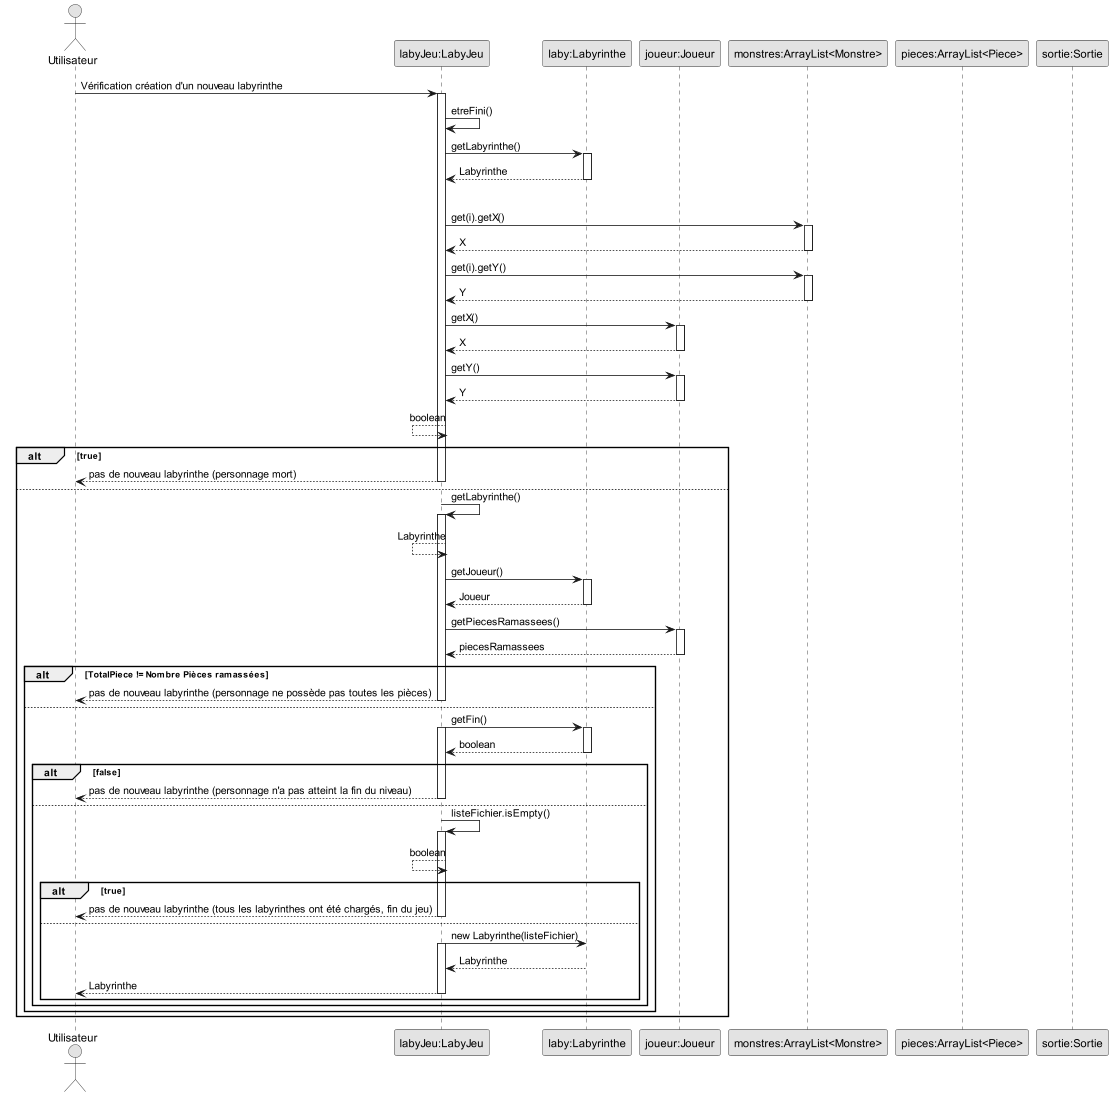 Utilisateur
labyJeu:LabyJeu
laby:Labyrinthe
joueur:Joueur
monstres:ArrayList<Monstre>
pieces:ArrayList<Piece>
sortie:Sortie
Vérification création d'un nouveau labyrinthe
etreFini()
getLabyrinthe()
Labyrinthe
get(i).getX()
X
get(i).getY()
Y
getX()
X
getY()
Y
boolean
alt [true]
pas de nouveau labyrinthe (personnage mort)
getLabyrinthe()
Labyrinthe
getJoueur()
Joueur
getPiecesRamassees()
piecesRamassees
alt [TotalPiece != Nombre Pièces ramassées]
pas de nouveau labyrinthe (personnage ne possède pas toutes les pièces)
getFin()
boolean
alt [false]
pas de nouveau labyrinthe (personnage n'a pas atteint la fin du niveau)
listeFichier.isEmpty()
boolean
alt [true]
pas de nouveau labyrinthe (tous les labyrinthes ont été chargés, fin du jeu)
new Labyrinthe(listeFichier)
Labyrinthe
Labyrinthe
Utilisateur
labyJeu:LabyJeu
laby:Labyrinthe
joueur:Joueur
monstres:ArrayList<Monstre>
pieces:ArrayList<Piece>
sortie:Sortie